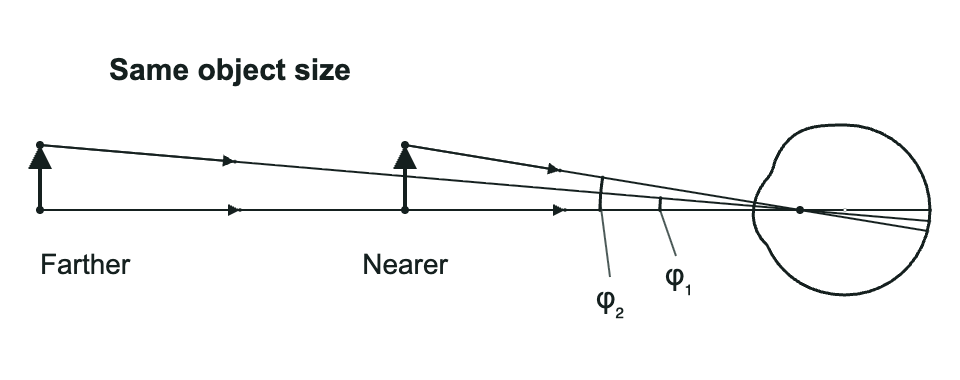 Same object size
Farther
Nearer
φ₂
φ₁